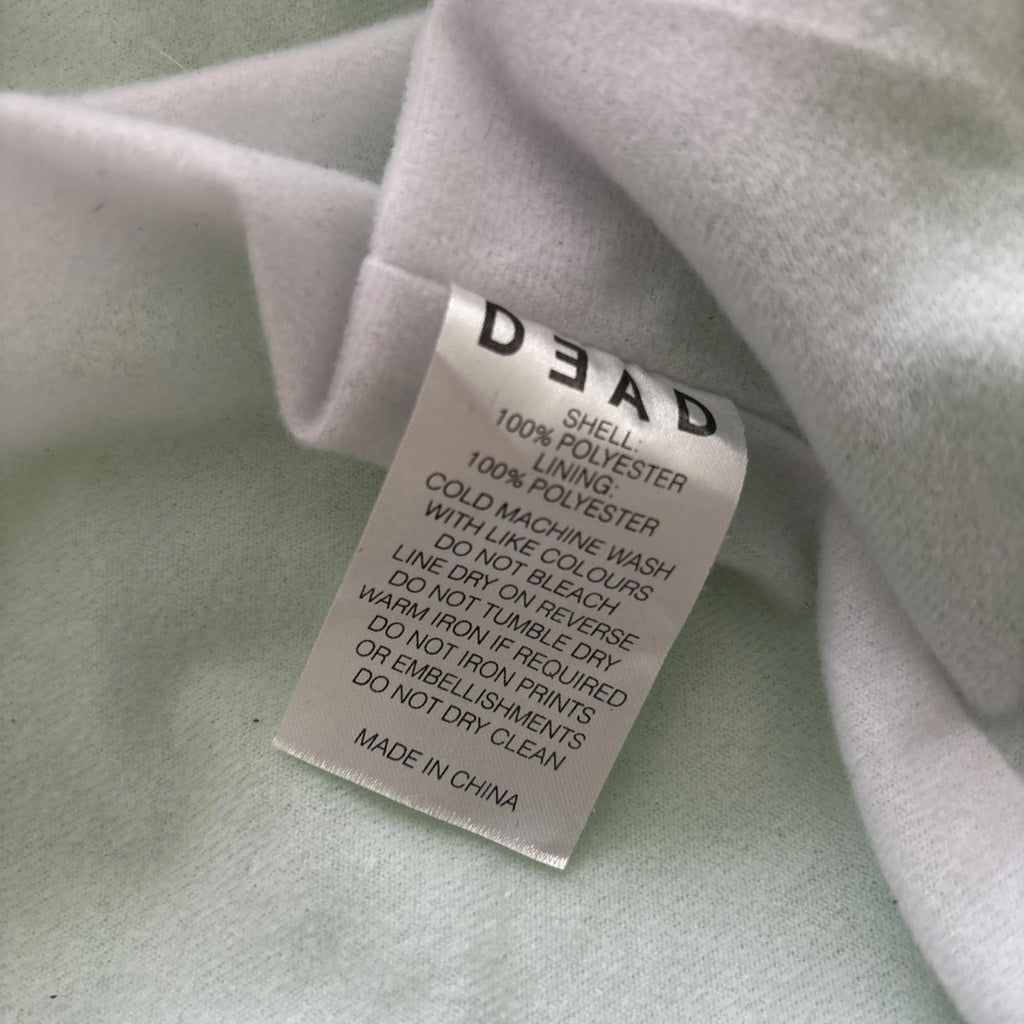 DƎAD
SHELL:
100% POLYESTER
LINING:
100% POLYESTER
COLD MACHINE WASH
WITH LIKE COLOURS
DO NOT BLEACH
LINE DRY ON REVERSE
DO NOT TUMBLE DRY
WARM IRON IF REQUIRED
DO NOT IRON PRINTS
OR EMBELLISHMENTS
DO NOT DRY CLEAN
MADE IN CHINA